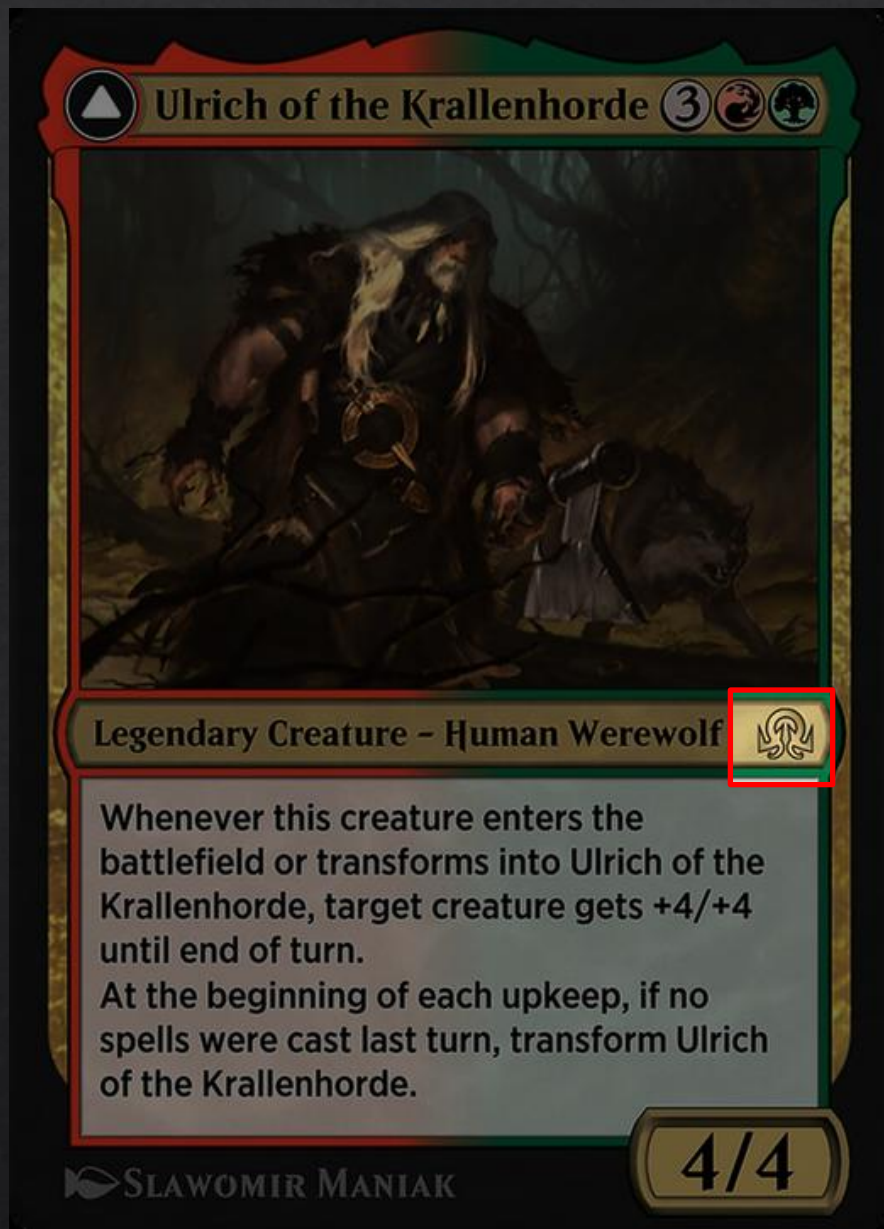 Ulrich of the Krallenhorde 3
Legendary Creature – Human Werewolf
Whenever this creature enters the
battlefield or transforms into Ulrich of the
Krallenhorde, target creature gets +4/+4
until end of turn.
At the beginning of each upkeep, if no
spells were cast last turn, transform Ulrich
of the Krallenhorde.
4/4
Slawomir Maniak